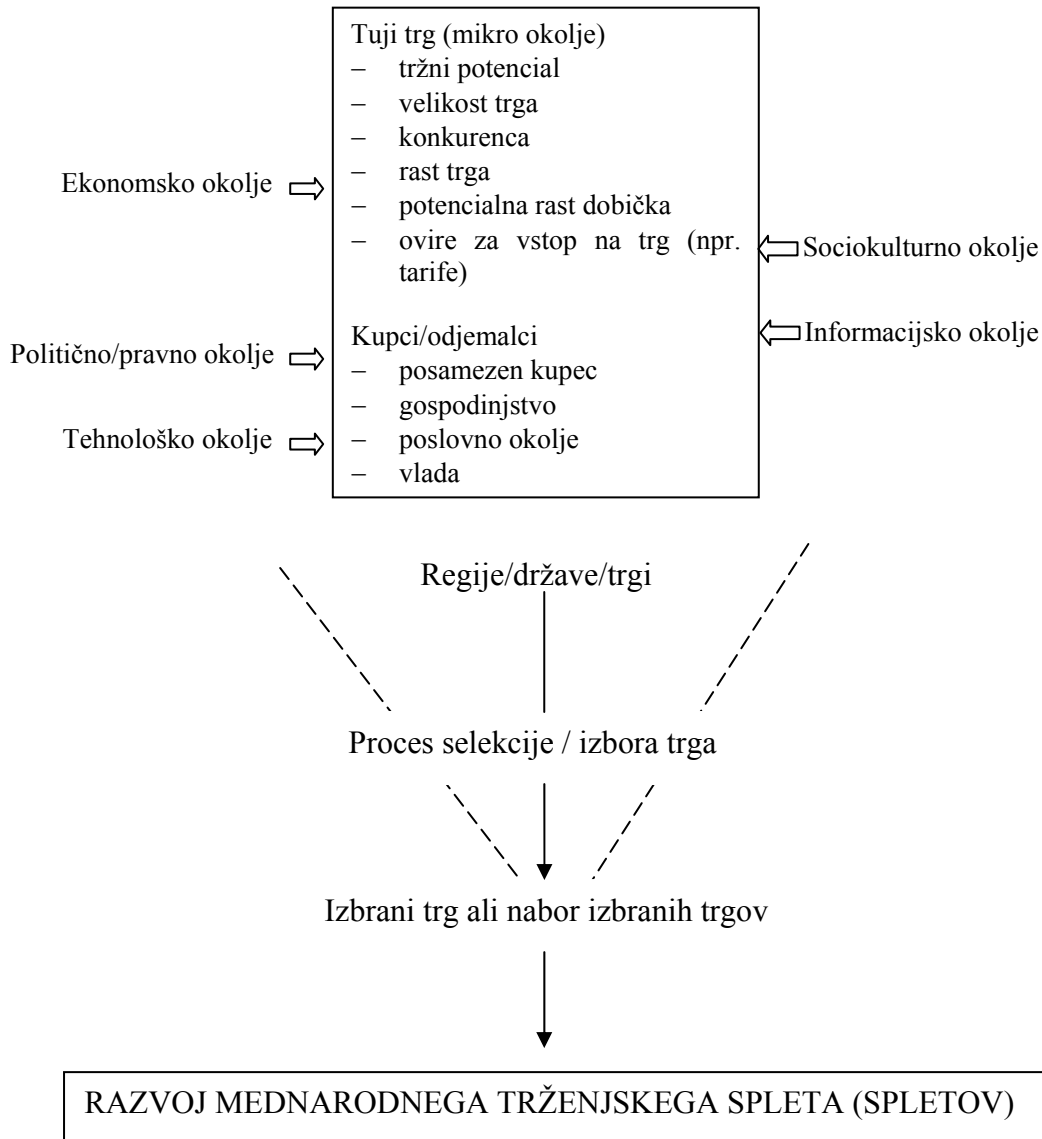 Tuji trg (mikro okolje)
– tržni potencial
– velikost trga
– konkurenca
– rast trga
– potencialna rast dobička
– ovire za vstop na trg (npr.
tarife)
Kupci/odjemalci
– posamezen kupec
– gospodinjstvo
– poslovno okolje
– vlada
Ekonomsko okolje
Politično/pravno okolje
Tehnološko okolje
Sociokulturno okolje
Informacijsko okolje
Regije/države/trgi
Proces selekcije / izbora trga
Izbrani trg ali nabor izbranih trgov
RAZVOJ MEDNARODNEGA TRŽENJSKEGA SPLETA (SPLETOV)